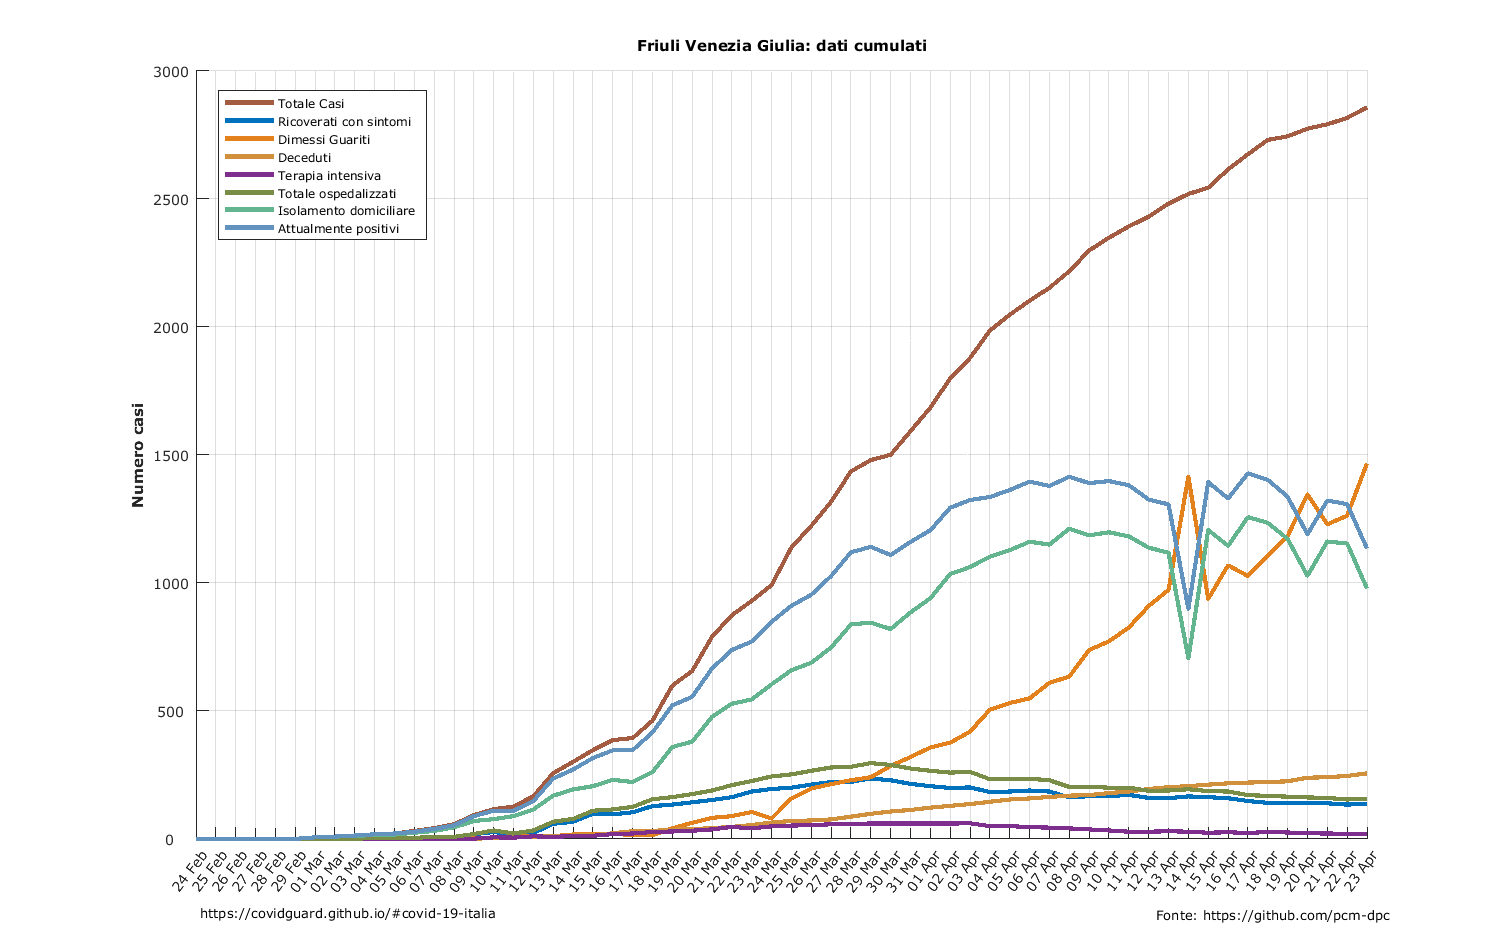 Friuli Venezia Giulia: dati cumulati
3000
2500
2000
1500
1000
500
0
Numero casi
Totale Casi
Ricoverati con sintomi
Dimessi Guariti
Deceduti
Terapia intensiva
Totale ospedalizzati
Isolamento domiciliare
Attualmente positivi
24 Feb
25 Feb
26 Feb
27 Feb
28 Feb
29 Feb
01 Mar
02 Mar
03 Mar
04 Mar
05 Mar
06 Mar
07 Mar
08 Mar
09 Mar
10 Mar
11 Mar
12 Mar
13 Mar
14 Mar
15 Mar
16 Mar
17 Mar
18 Mar
19 Mar
20 Mar
21 Mar
22 Mar
23 Mar
24 Mar
25 Mar
26 Mar
27 Mar
28 Mar
29 Mar
30 Mar
31 Mar
01 Apr
02 Apr
03 Apr
04 Apr
05 Apr
06 Apr
07 Apr
08 Apr
09 Apr
10 Apr
11 Apr
12 Apr
13 Apr
14 Apr
15 Apr
16 Apr
17 Apr
18 Apr
19 Apr
20 Apr
21 Apr
22 Apr
23 Apr
https://covidguard.github.io/#covid-19-italia
Fonte: https://github.com/pcm-dpc